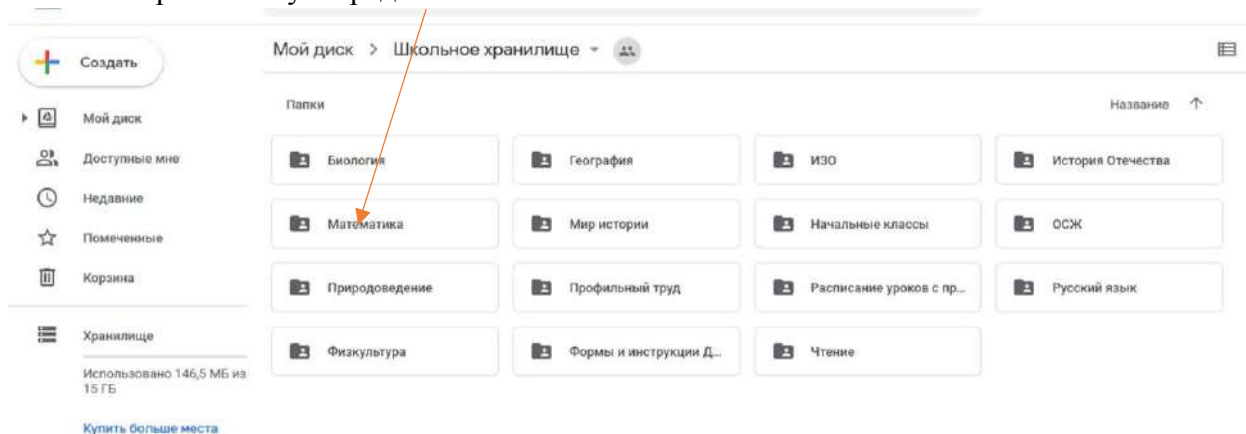 Создать
Мой диск > Школьное хранилище
Мой диск
Доступные мне
Недавние
Помеченные
Корзина
Хранилище
Использовано 146,5 МБ из
15 ГБ
Купить больше места
Папки Название
Биология География ИЗО История Отечества
Математика Мир истории Начальные классы ОСЖ
Природоведение Профильный труд Расписание уроков с пр... Русский язык
Физкультура Формы и инструкции Д... Чтение